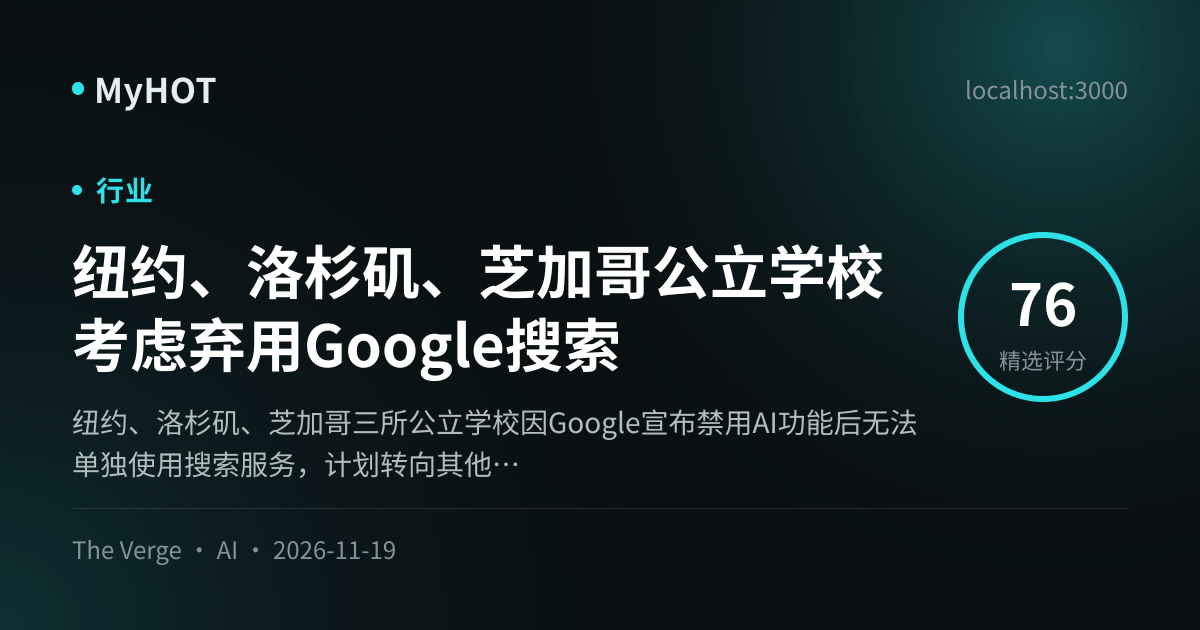 MyHOT
localhost:3000
行业
纽约、洛杉矶、芝加哥公立学校
考虑弃用Google搜索
76
精选评分
纽约、洛杉矶、芝加哥三所公立学校因Google宣布禁用AI功能后无法
单独使用搜索服务，计划转向其他…
The Verge · AI · 2026-11-19